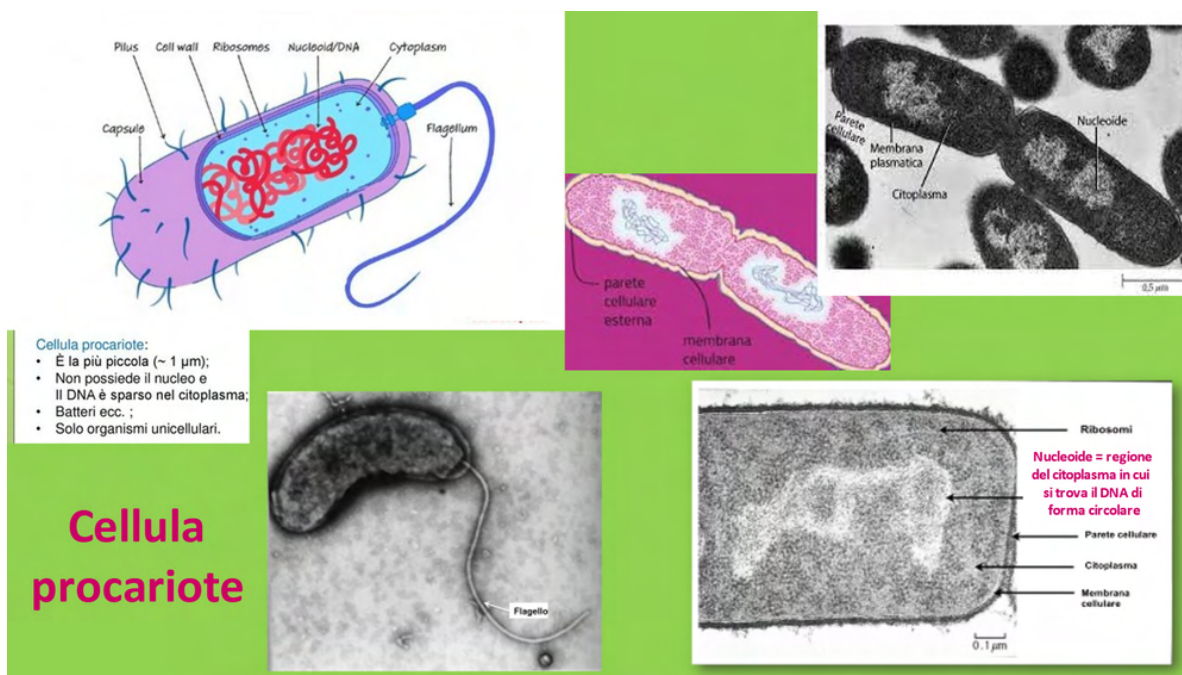 Pilus
Cell wall
Ribosomes
Nucleoid/DNA
Cytoplasm
Capsule
Flagellum
parete
cellulare
esterna
membrana
cellulare
Parete
cellulare
Membrana
plasmatica
Citoplasma
Nucleoide
0,5 μm
Cellula procariote:
• È la più piccola (~ 1 μm);
• Non possiede il nucleo e
Il DNA è sparso nel citoplasma;
• Batteri ecc. ;
• Solo organismi unicellulari.
Cellula
procariote
Flagello
Ribosomi
Nucleoide = regione
del citoplasma in cui
si trova il DNA di
forma circolare
Parete cellulare
Citoplasma
Membrana
cellulare
0.1 μm